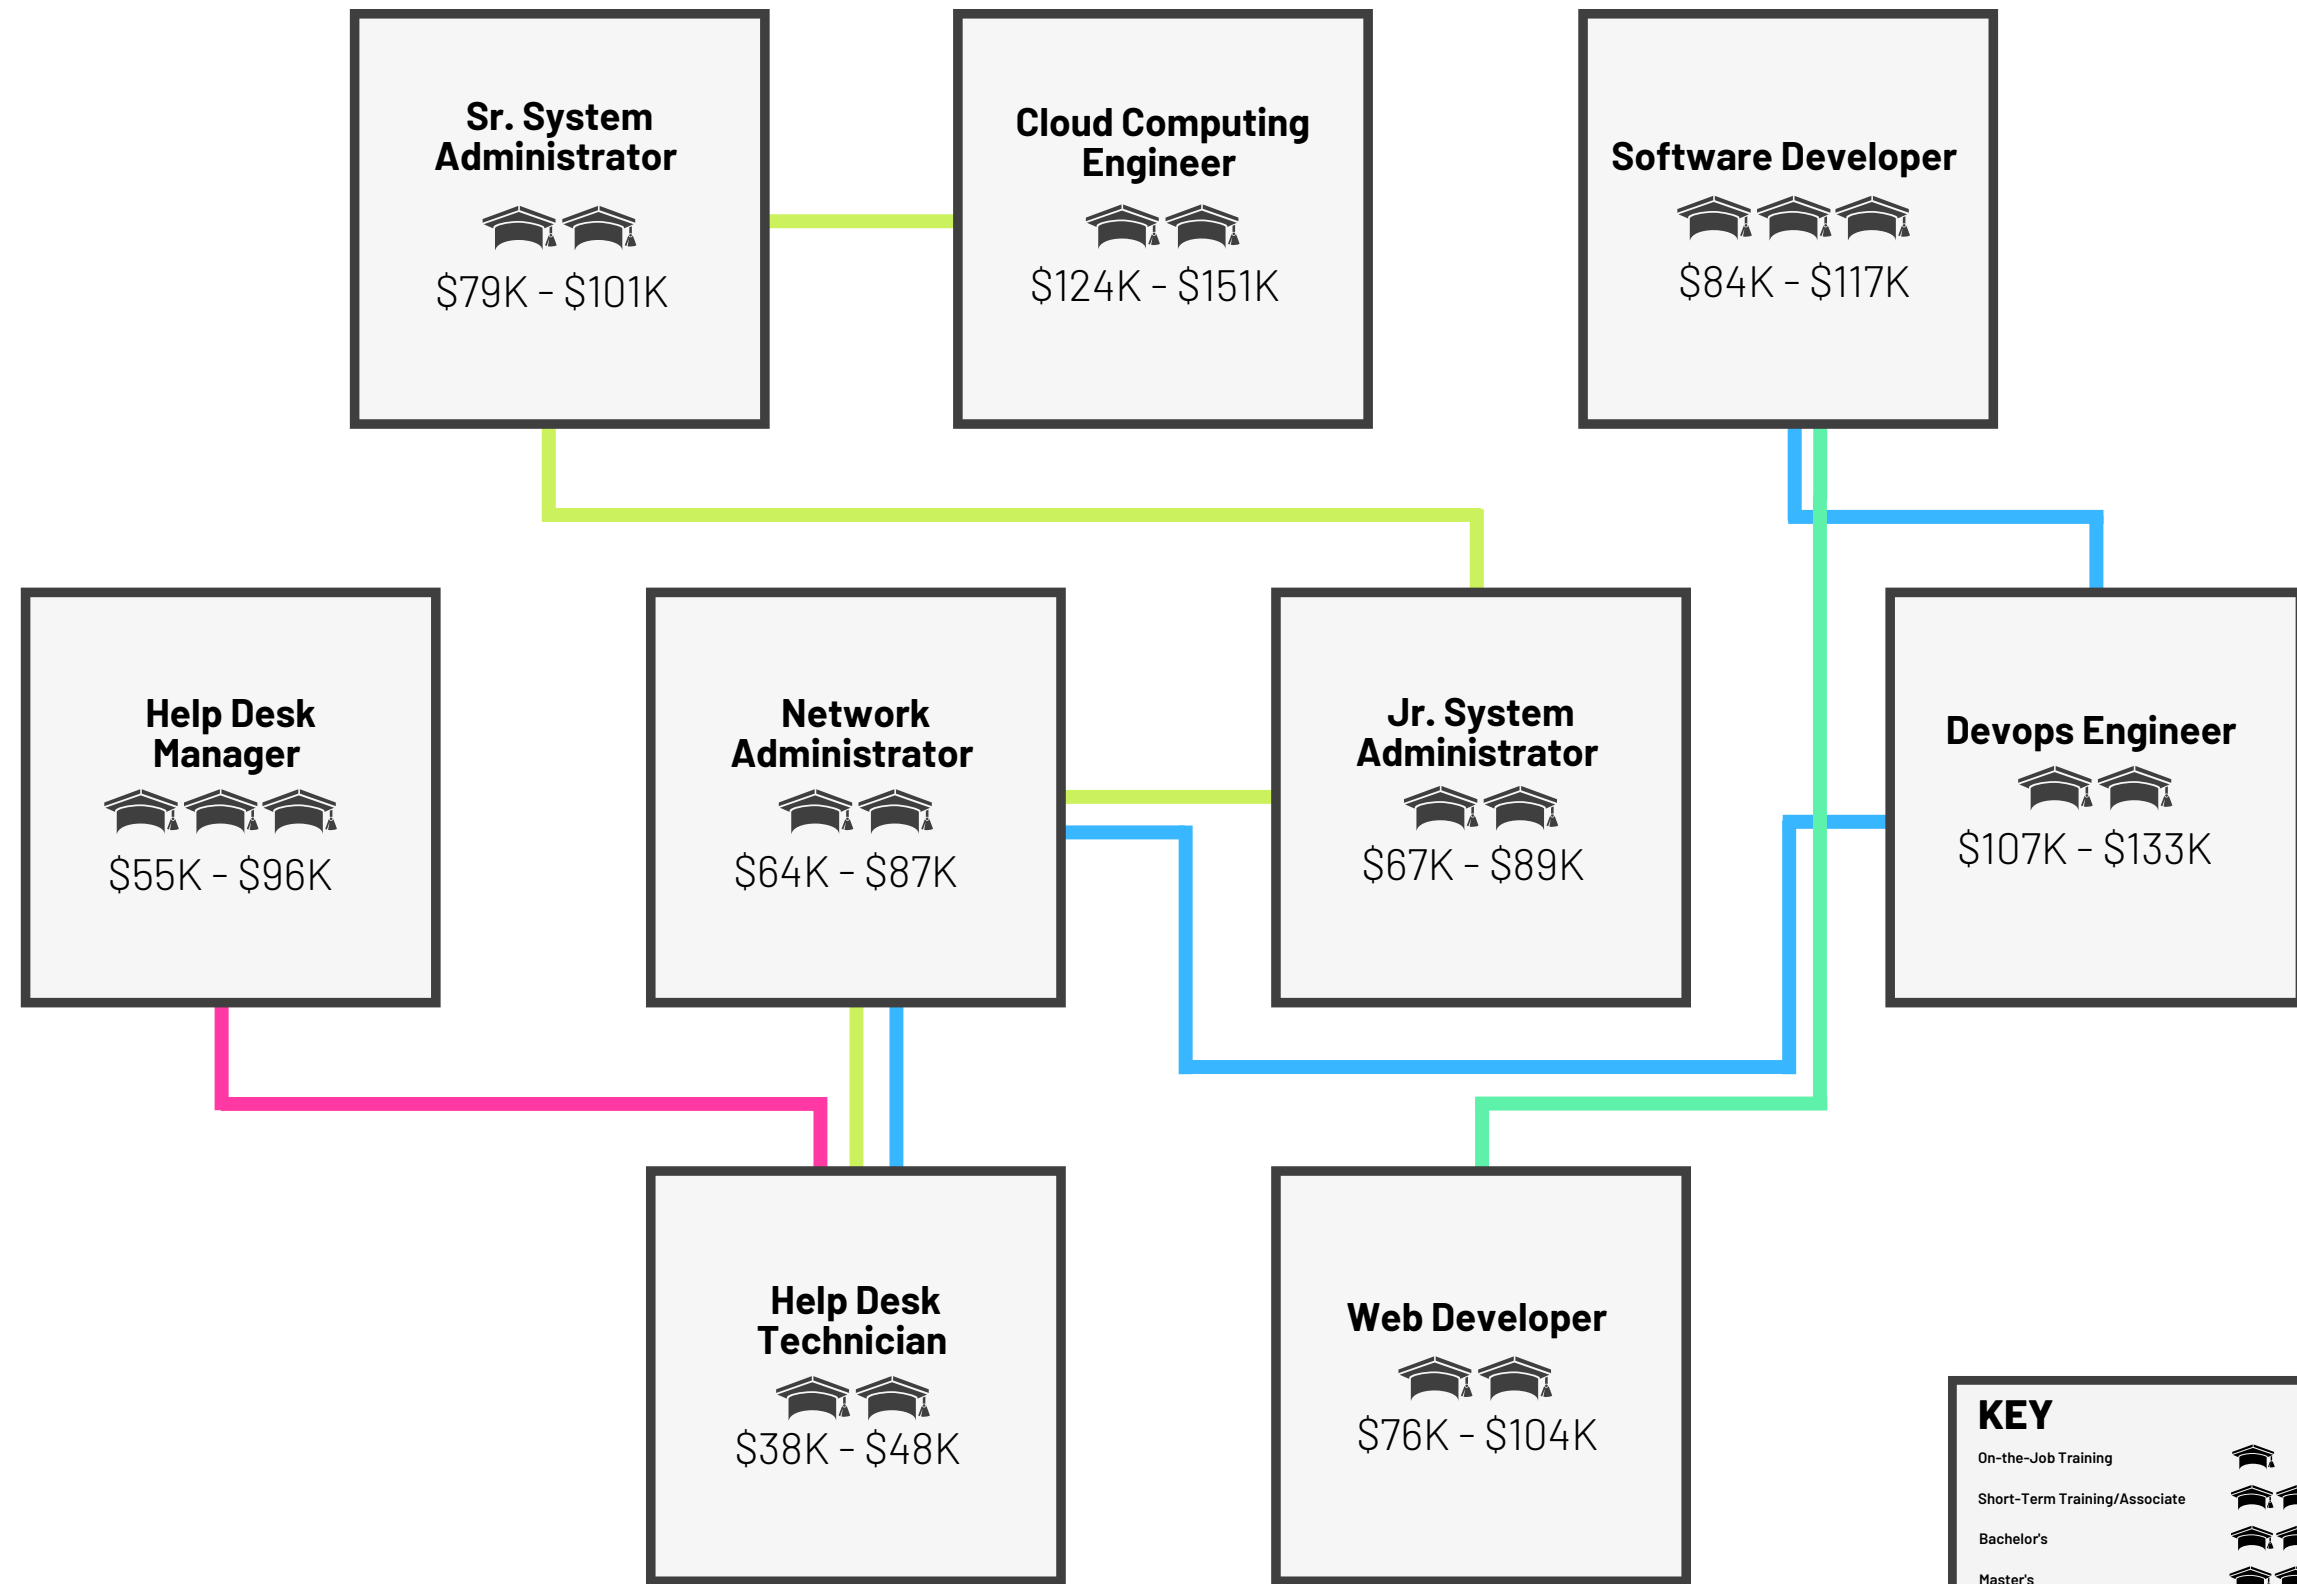 Sr. System
Administrator
$79K - $101K
Cloud Computing
Engineer
$124K - $151K
Software Developer
$84K - $117K
Help Desk
Manager
$55K - $96K
Network
Administrator
$64K - $87K
Jr. System
Administrator
$67K - $89K
Devops Engineer
$107K - $133K
Help Desk
Technician
$38K - $48K
Web Developer
$76K - $104K
KEY
On-the-Job Training
Short-Term Training/Associate
Bachelor's
Master's